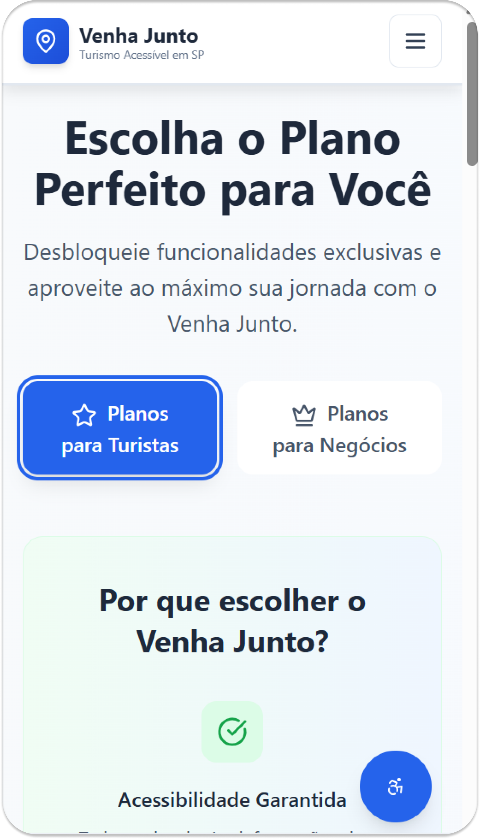 Venha Junto
Turismo Acessível em SP
Escolha o Plano
Perfeito para Você
Desbloqueie funcionalidades exclusivas e
aproveite ao máximo sua jornada com o
Venha Junto.
Planos
para Turistas
Planos
para Negócios
Por que escolher o
Venha Junto?
Acessibilidade Garantida